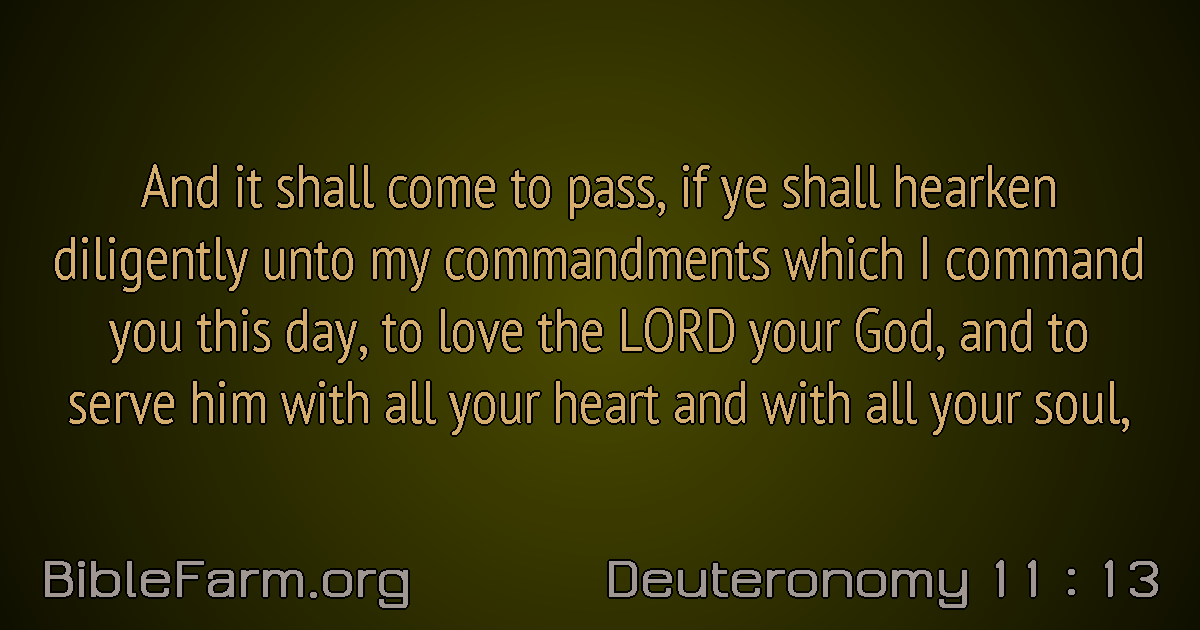 And it shall come to pass, if ye shall hearken
diligently unto my commandments which I command
you this day, to love the LORD your God, and to
serve him with all your heart and with all your soul,
BibleFarm.org
Deuteronomy 11 : 13